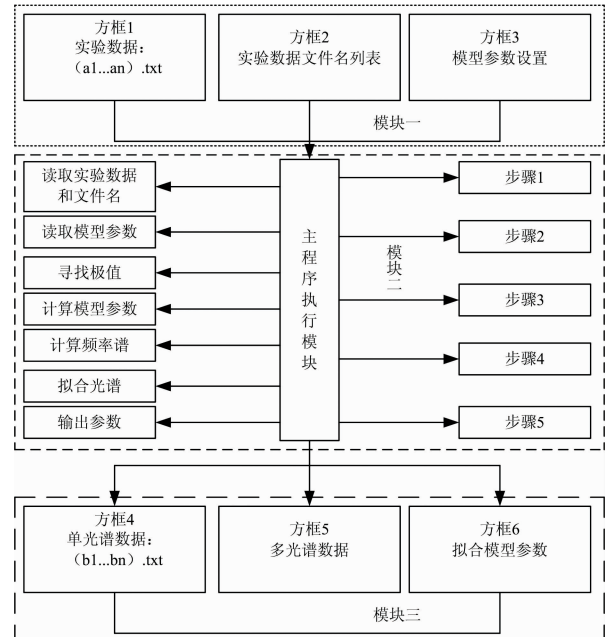 方框1
实验数据：
（a1...an）.txt
方框2
实验数据文件名列表
方框3
模型参数设置
模块一
读取实验数据
和文件名
读取模型参数
寻找极值
计算模型参数
计算频率谱
拟合光谱
输出参数
主程序执行模块
模块二
步骤1
步骤2
步骤3
步骤4
步骤5
方框4
单光谱数据：
（b1...bn）.txt
方框5
多光谱数据
方框6
拟合模型参数
模块三